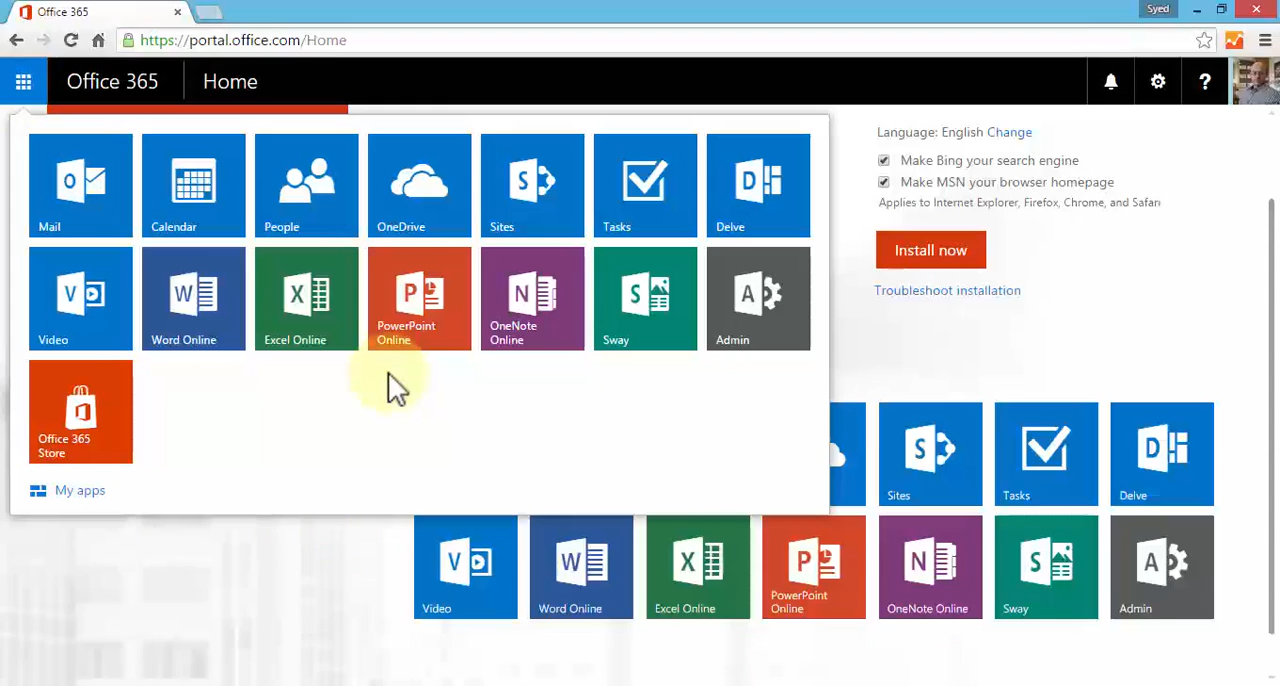 Office 365
Syed
https://portal.office.com/Home
Office 365
Home
?
Mail
Calendar
People
OneDrive
Sites
Tasks
Delve
Video
Word Online
Excel Online
PowerPoint
Online
OneNote
Online
Sway
Admin
Office 365
Store
My apps
Language: English Change
Make Bing your search engine
Make MSN your browser homepage
Applies to Internet Explorer, Firefox, Chrome, and Safari
Install now
Troubleshoot installation
Sites
Tasks
Delve
Video
Word Online
Excel Online
PowerPoint
Online
OneNote Online
Sway
Admin